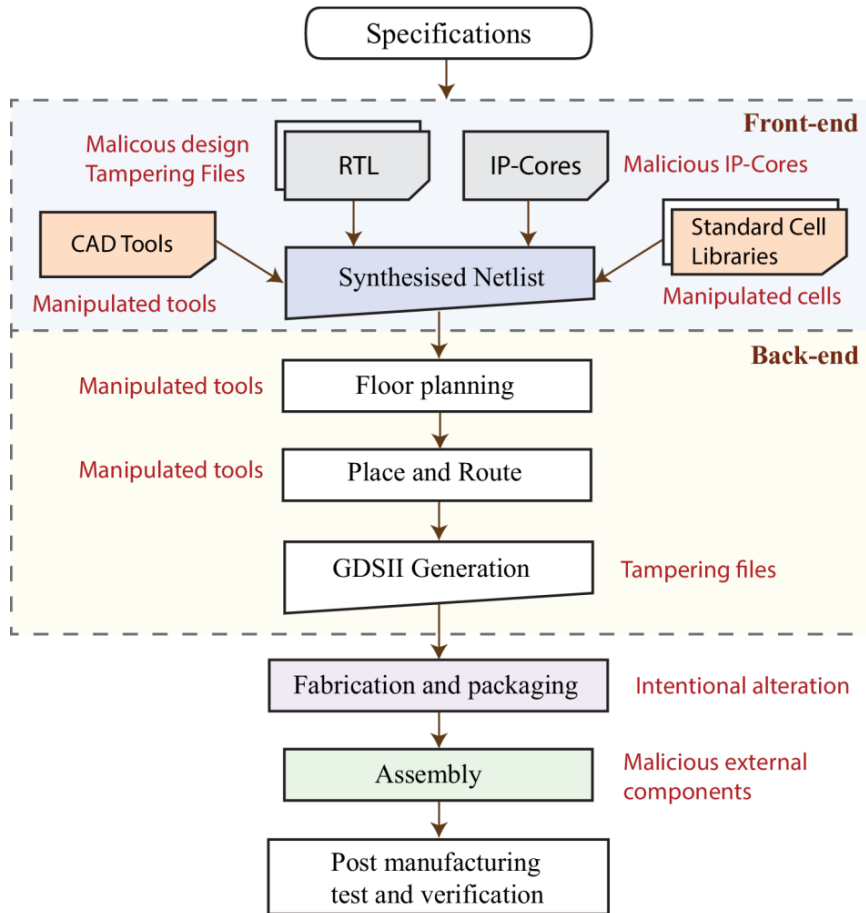 Specifications
Front-end
Malicous design
Tampering Files
RTL
IP-Cores
Malicious IP-Cores
CAD Tools
Standard Cell
Libraries
Synthesised Netlist
Manipulated tools
Manipulated cells
Back-end
Manipulated tools
Floor planning
Manipulated tools
Place and Route
GDSII Generation
Tampering files
Fabrication and packaging
Intentional alteration
Assembly
Malicious external
components
Post manufacturing
test and verification